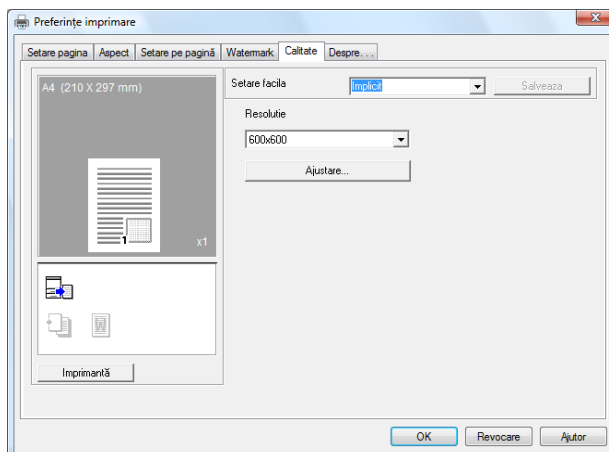 Preferințe imprimare
Setare pagina Aspect Setare pe pagină Watermark Calitate Despre. . .
A4 (210 X 297 mm)
Setare facila Implicit Salveaza
Resolutie
600x600
Ajustare...
1
x1
Imprimantă
OK Revocare Ajutor